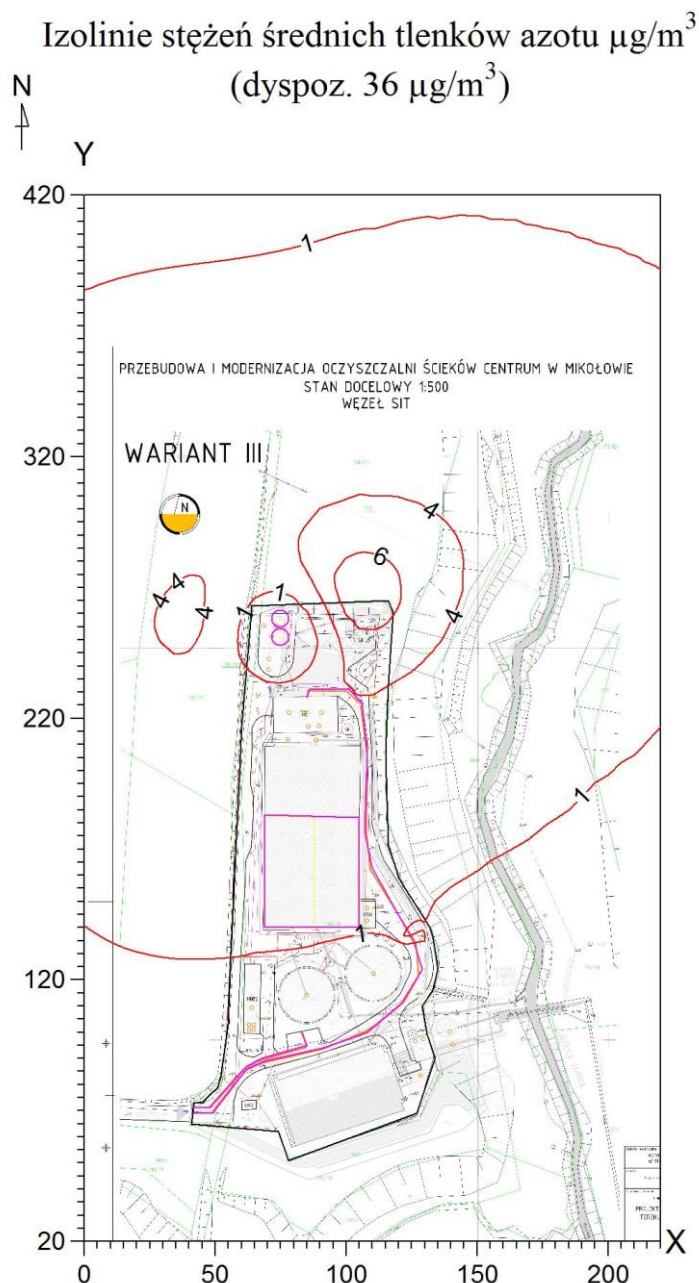 Izolinie stężeń średnich tlenków azotu µg/m³
(dyspoz. 36 µg/m³)
N
Y
420
1
PRZEBUDOWA I MODERNIZACJA OCZYSZCZALNI ŚCIEKÓW CENTRUM W MIKOŁOWIE
STAN DOCELOWY 1:500
WĘZEŁ SIT
320
WARIANT III
N
4
6
4
4
4
4
1
1
220
1
1
120
20
X
0
50
100
150
200